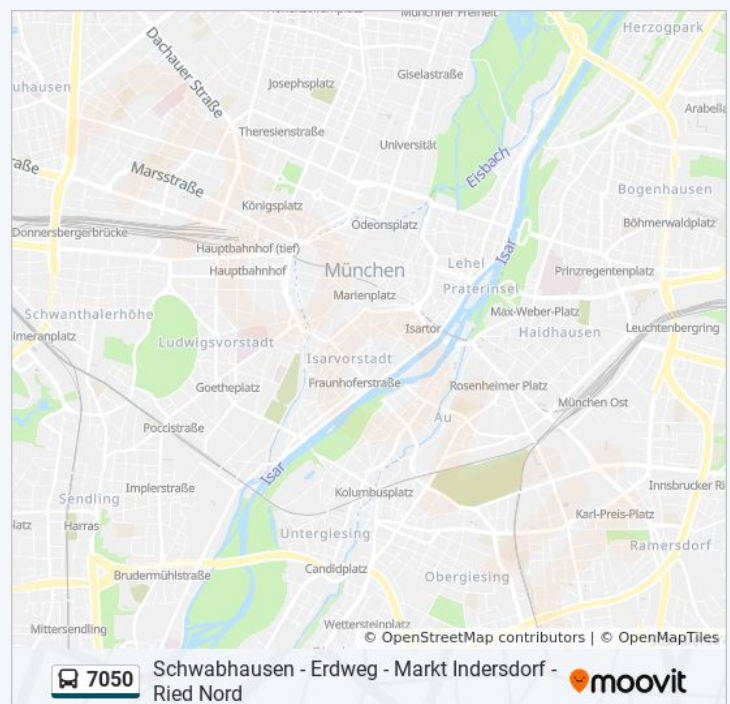 Münchner Freiheit
Herzogpark
uhausen
Dachauer Straße
Josephsplatz
Giselastraße
Arabella
Theresienstraße
Universität
Eisbach
aße
Marsstraße
Bogenhausen
Königsplatz
Odeonsplatz
Böhmerwaldplatz
Donnersbergerbrücke
Hauptbahnhof (tief)
Isar
Hauptbahnhof
München
Lehel
Prinzregentenplatz
Marienplatz
Praterinsel
Schwanthalerhöhe
Max-Weber-Platz
imeranplatz
Isartor
Haidhausen
Leuchtenbergring
Ludwigsvorstadt
Isarvorstadt
Goetheplatz
Fraunhoferstraße
Rosenheimer Platz
München Ost
Au
Poccistraße
Isar
Implerstraße
Kolumbusplatz
Innsbrucker Ri
Sendling
latz
Harras
Karl-Preis-Platz
Untergiesing
Ramersdorf
Brudermühlstraße
Candidplatz
Obergiesing
Mittersendling
Wettersteinplatz
© OpenStreetMap contributors | © OpenMapTiles
7050
Schwabhausen - Erdweg - Markt Indersdorf -
Ried Nord
moovit